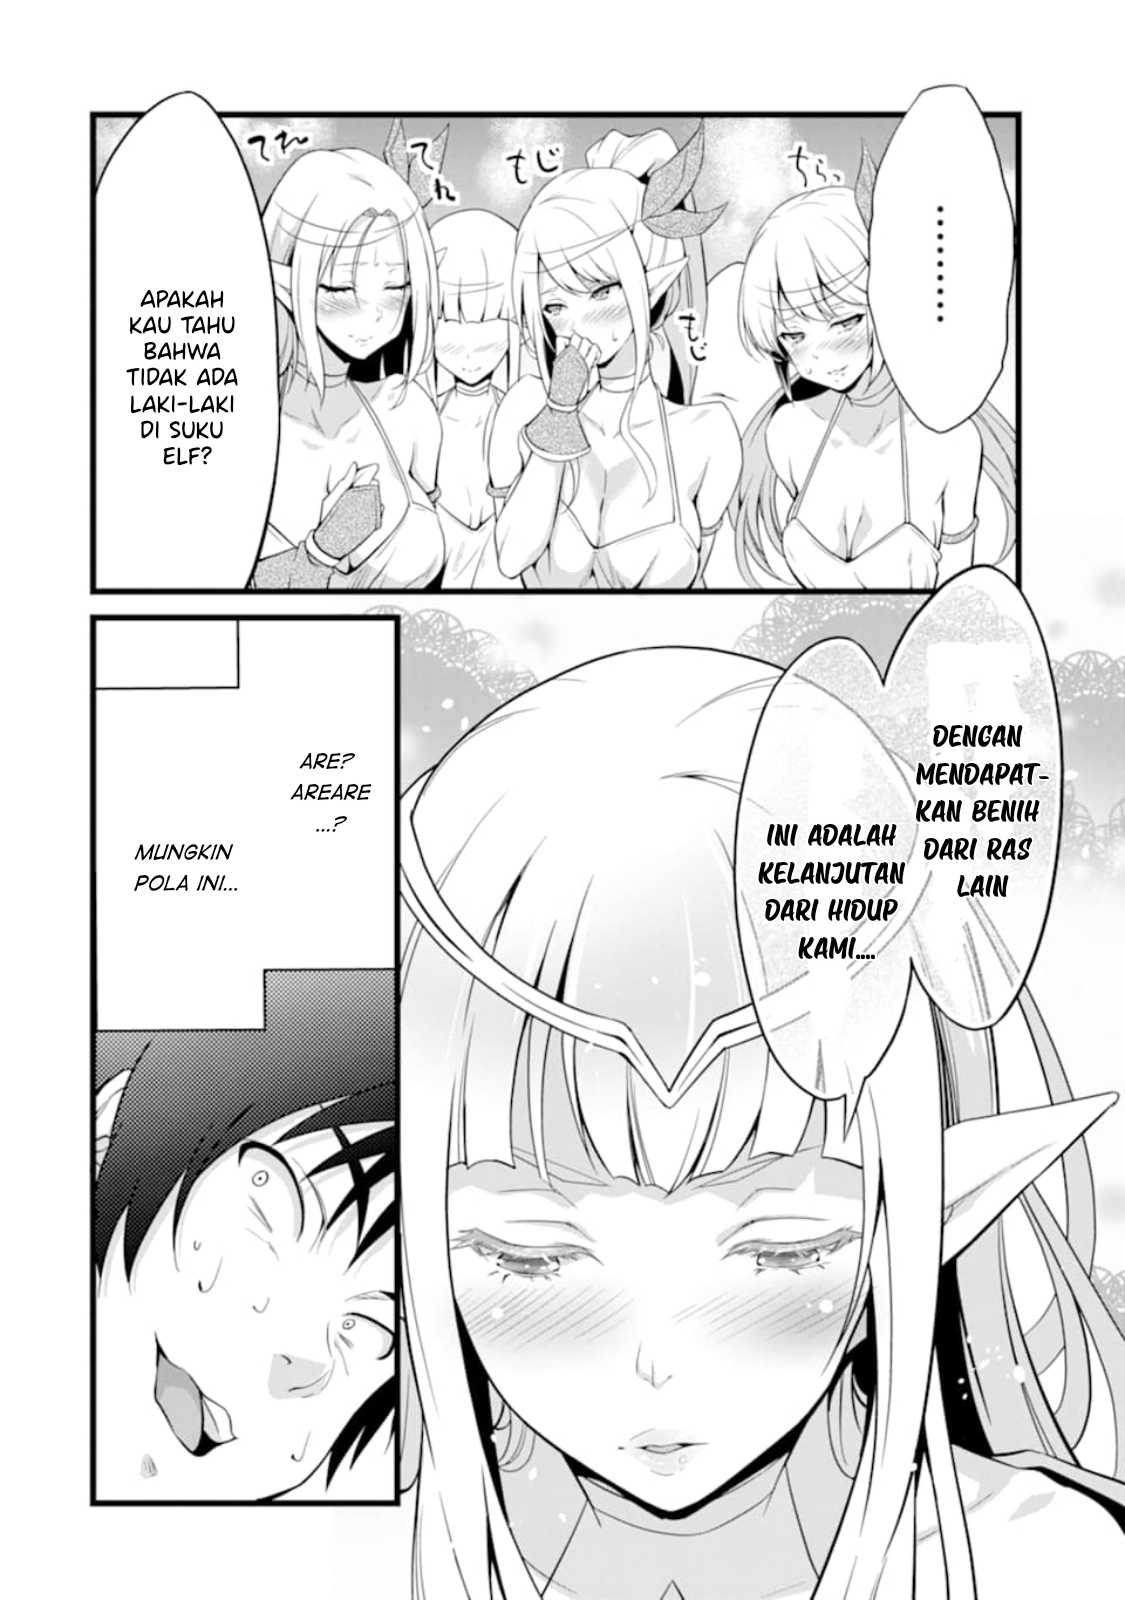 .........
ちら、
もじ
もじ
てれ
てれ
APAKAH
KAU TAHU
BAHWA
TIDAK ADA
LAKI-LAKI
DI SUKU
ELF?
DENGAN
MENDAPAT-
KAN BENIH
DARI RAS
LAIN
INI ADALAH
KELANJUTAN
DARI HIDUP
KAMI....
ARE?
AREARE
...?
MUNGKIN
POLA INI...